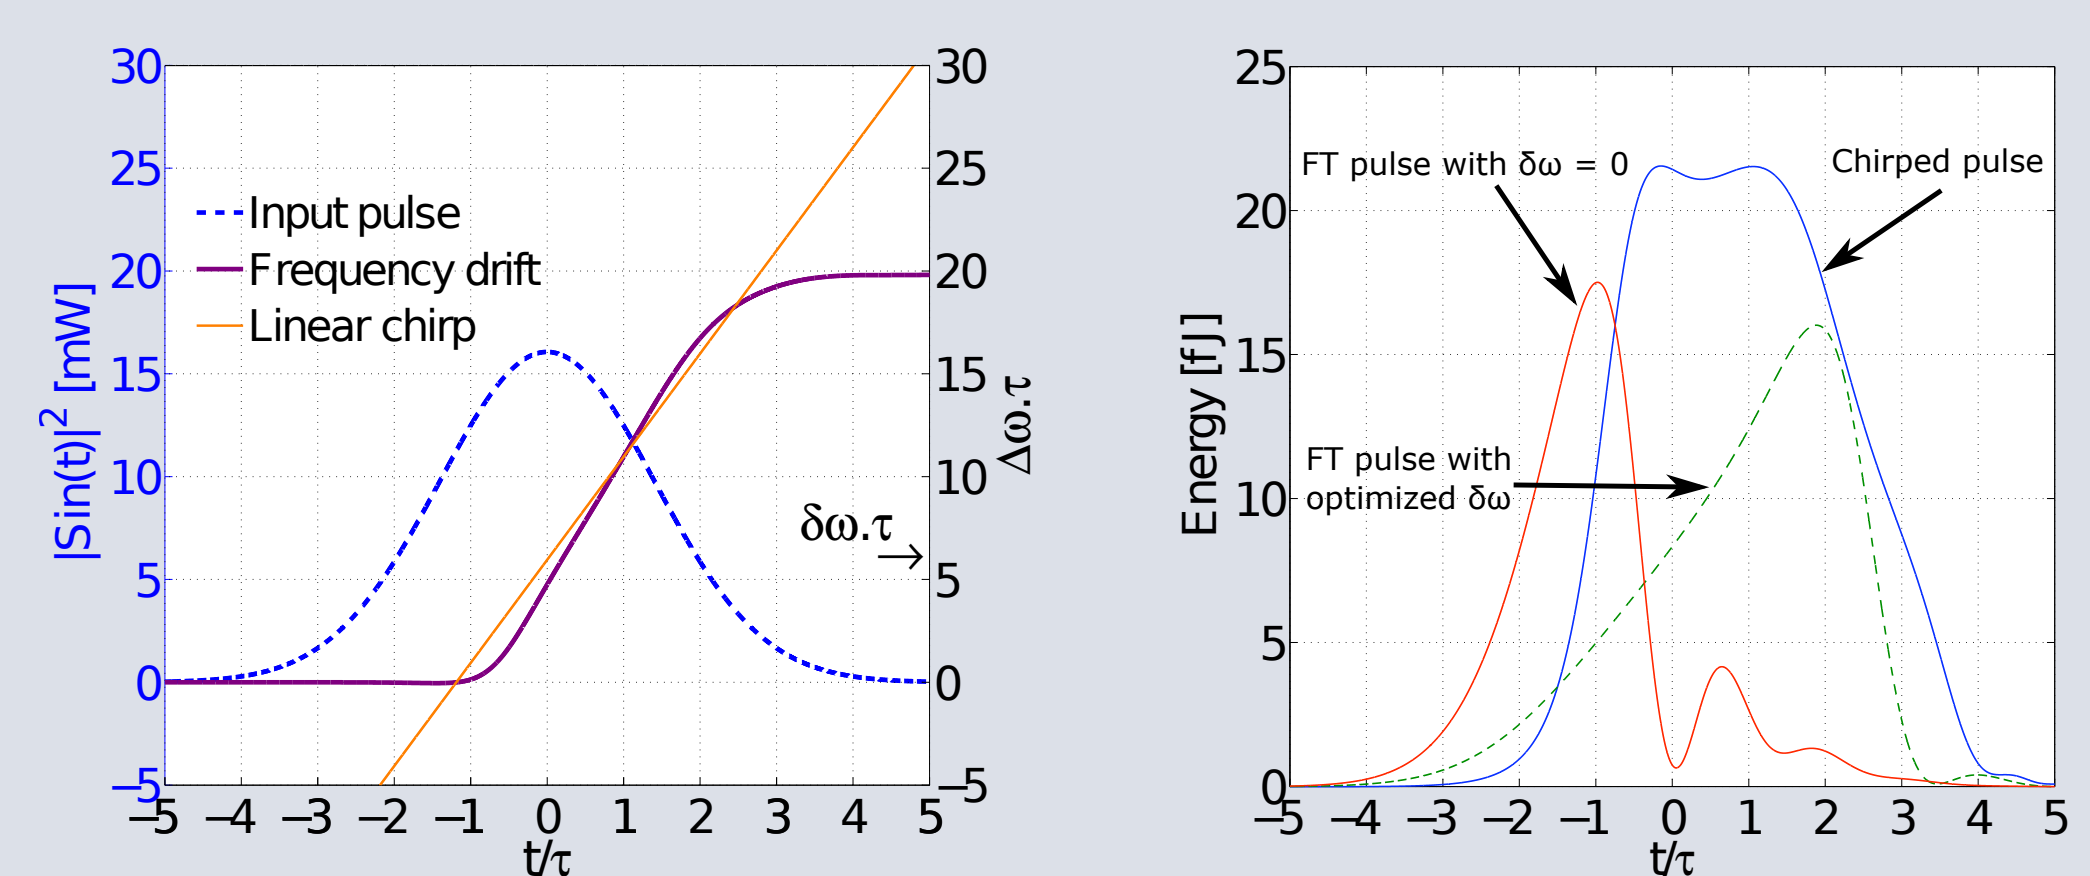 30
25
20
15
10
5
0
−5
|Sin(t)|² [mW]
Input pulse
Frequency drift
Linear chirp
δω.τ
→
30
25
20
15
10
5
0
−5
Δω.τ
−5 −4 −3 −2 −1 0 1 2 3 4 5
t/τ
25
20
15
10
5
0
Energy [fJ]
FT pulse with δω = 0
Chirped pulse
FT pulse with
optimized δω
−5 −4 −3 −2 −1 0 1 2 3 4 5
t/τ